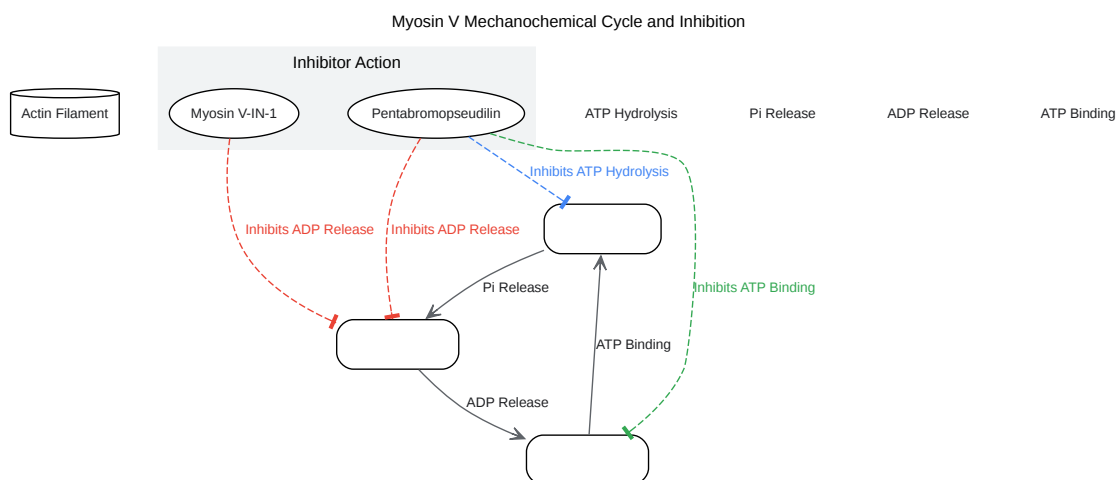 Myosin V Mechanochemical Cycle and Inhibition
Inhibitor Action
Actin Filament
Myosin V-IN-1
Pentabromopseudilin
ATP Hydrolysis
Pi Release
ADP Release
ATP Binding
Inhibits ATP Hydrolysis
Inhibits ADP Release
Inhibits ADP Release
Pi Release
Inhibits ATP Binding
ATP Binding
ADP Release